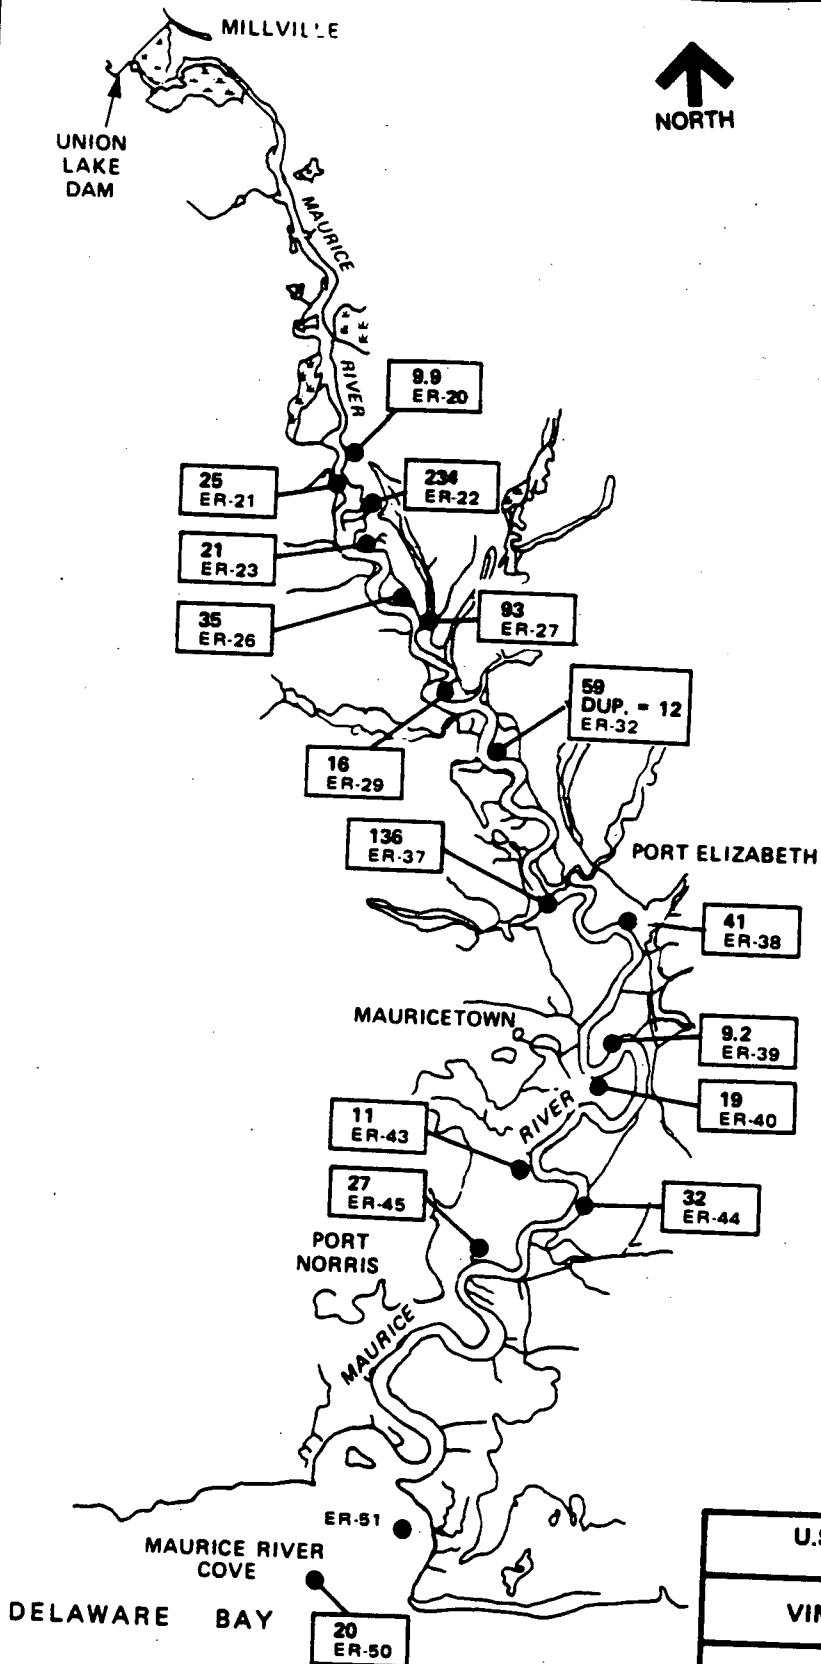 MILLVILLE
NORTH
UNION
LAKE
DAM
MAURICE
RIVER
9.9
ER-20
25
ER-21
234
ER-22
21
ER-23
35
ER-26
93
ER-27
59
DUP. = 12
ER-32
16
ER-29
136
ER-37
PORT ELIZABETH
41
ER-38
MAURICETOWN
9.2
ER-39
19
ER-40
RIVER
11
ER-43
27
ER-45
32
ER-44
PORT
NORRIS
MAURICE
ER-51
MAURICE RIVER
COVE
DELAWARE BAY
20
ER-50